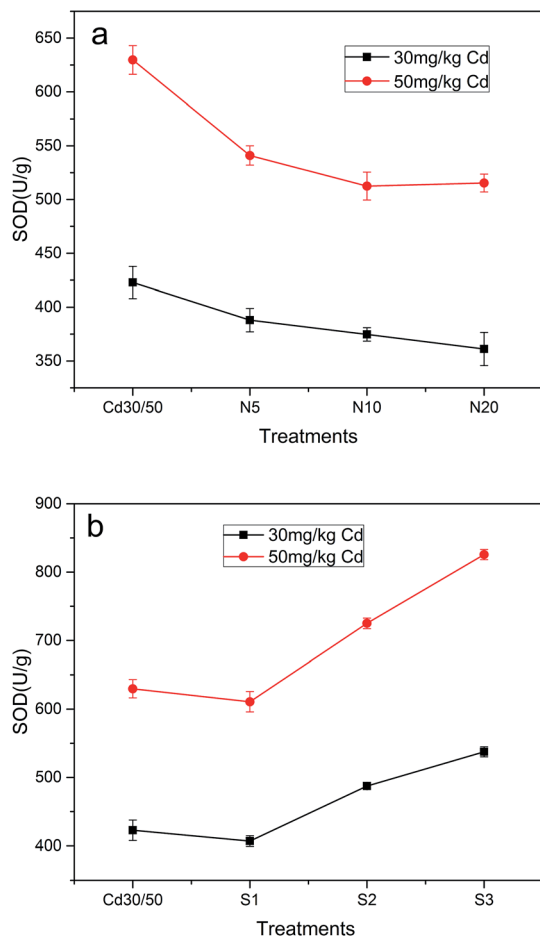 a
30mg/kg Cd
50mg/kg Cd
SOD(U/g)
650
600
550
500
450
400
350
Cd30/50 N5 N10 N20
Treatments
b
30mg/kg Cd
50mg/kg Cd
SOD(U/g)
900
800
700
600
500
400
Cd30/50 S1 S2 S3
Treatments